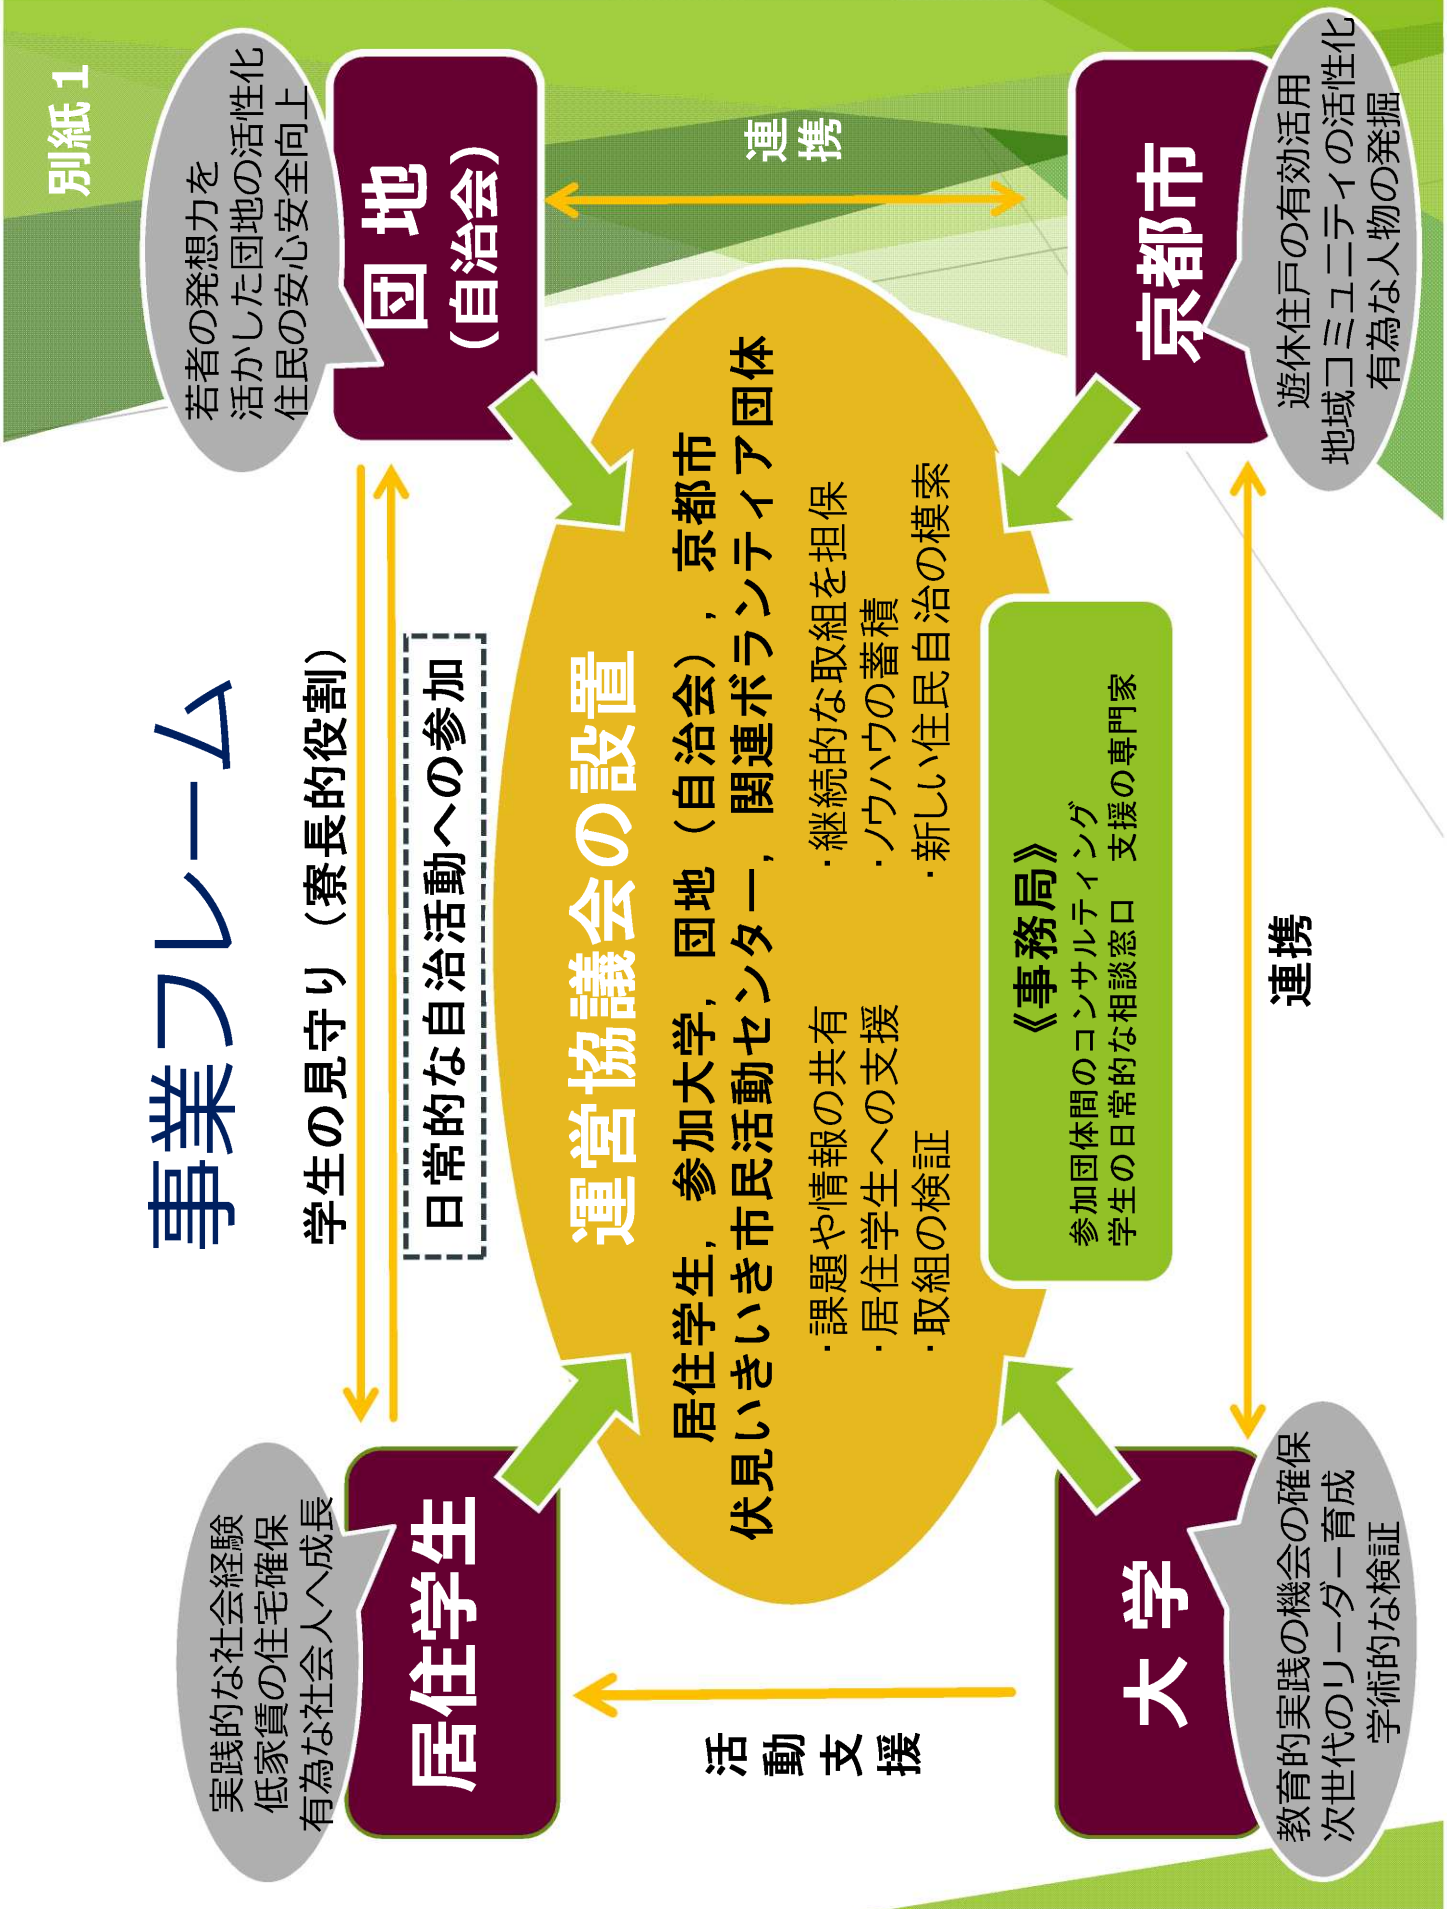 別紙１
事業フレーム
実践的な社会経験
低家賃の住宅確保
有為な社会人へ成長
居住学生
学生の見守り（寮長的役割）
日常的な自治活動への参加
若者の発想力を
活かした団地の活性化
住民の安心安全向上
団 地
（自治会）
運営協議会の設置
居住学生，参加大学，団地（自治会），京都市
伏見いきいき市民活動センター，関連ボランティア団体
・課題や情報の共有
・居住学生への支援
・取組の検証
・継続的な取組を担保
・ノウハウの蓄積
・新しい住民自治の模索
活
動
支
援
連
携
《事務局》
参加団体間のコンサルティング
学生の日常的な相談窓口　支援の専門家
大 学
教育的実践の機会の確保
次世代のリーダー育成
学術的な検証
連携
京都市
遊休住戸の有効活用
地域コミュニティの活性化
有為な人物の発掘